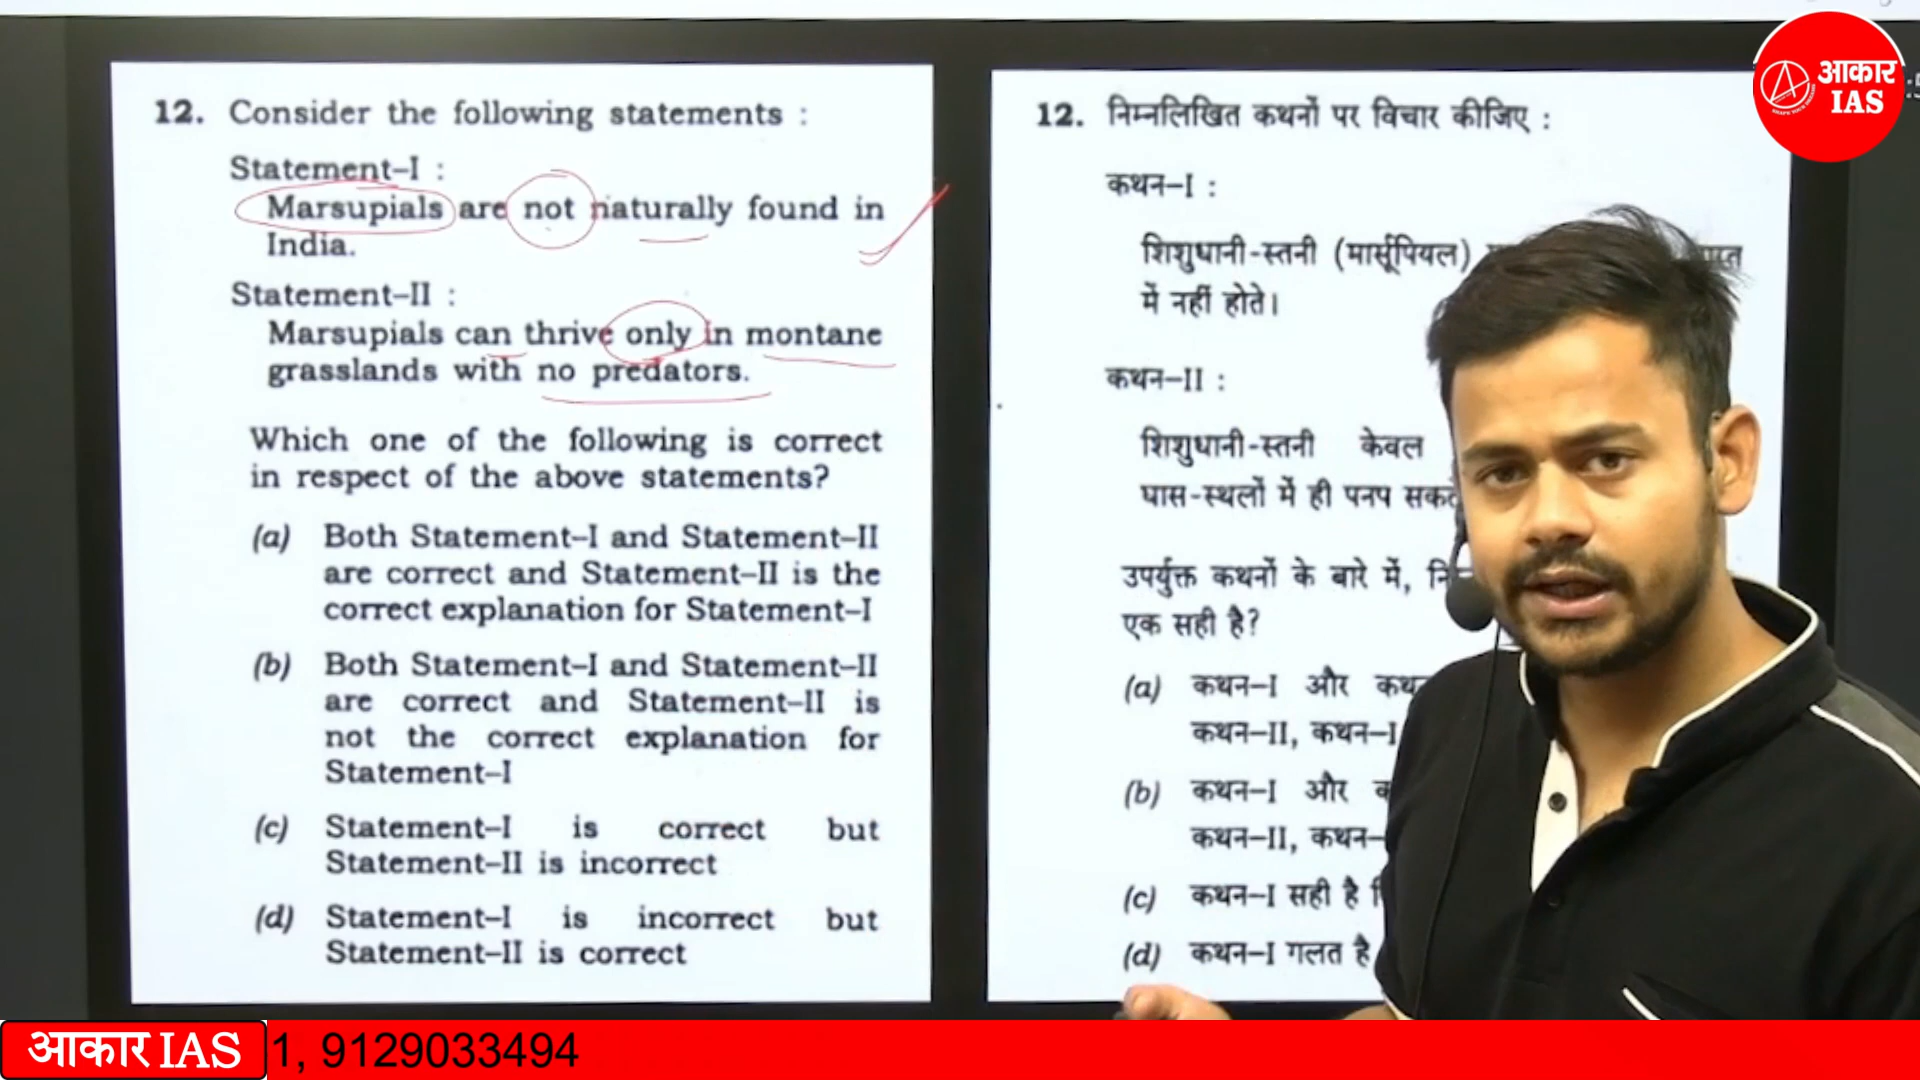 आकार
IAS
12. Consider the following statements :
Statement–I :
Marsupials are not naturally found in
India.
Statement–II :
Marsupials can thrive only in montane
grasslands with no predators.
Which one of the following is correct
in respect of the above statements?
(a) Both Statement–I and Statement–II
are correct and Statement–II is the
correct explanation for Statement–I
(b) Both Statement–I and Statement–II
are correct and Statement–II is
not the correct explanation for
Statement–I
(c) Statement–I is correct but
Statement–II is incorrect
(d) Statement–I is incorrect but
Statement–II is correct
12. निम्नलिखित कथनों पर विचार कीजिए :
कथन–I :
शिशुधानी-स्तनी (मार्सूपियल)
में नहीं होते।
कथन–II :
शिशुधानी-स्तनी केवल
घास-स्थलों में ही पनप
उपर्युक्त कथनों के बारे में,
एक सही है?
(a) कथन–I और
कथन–II, कथन–I
(b) कथन–I और
कथन–II,
(c) कथन–I सही है
(d) कथन–I गलत है
आकार IAS 1, 9129033494